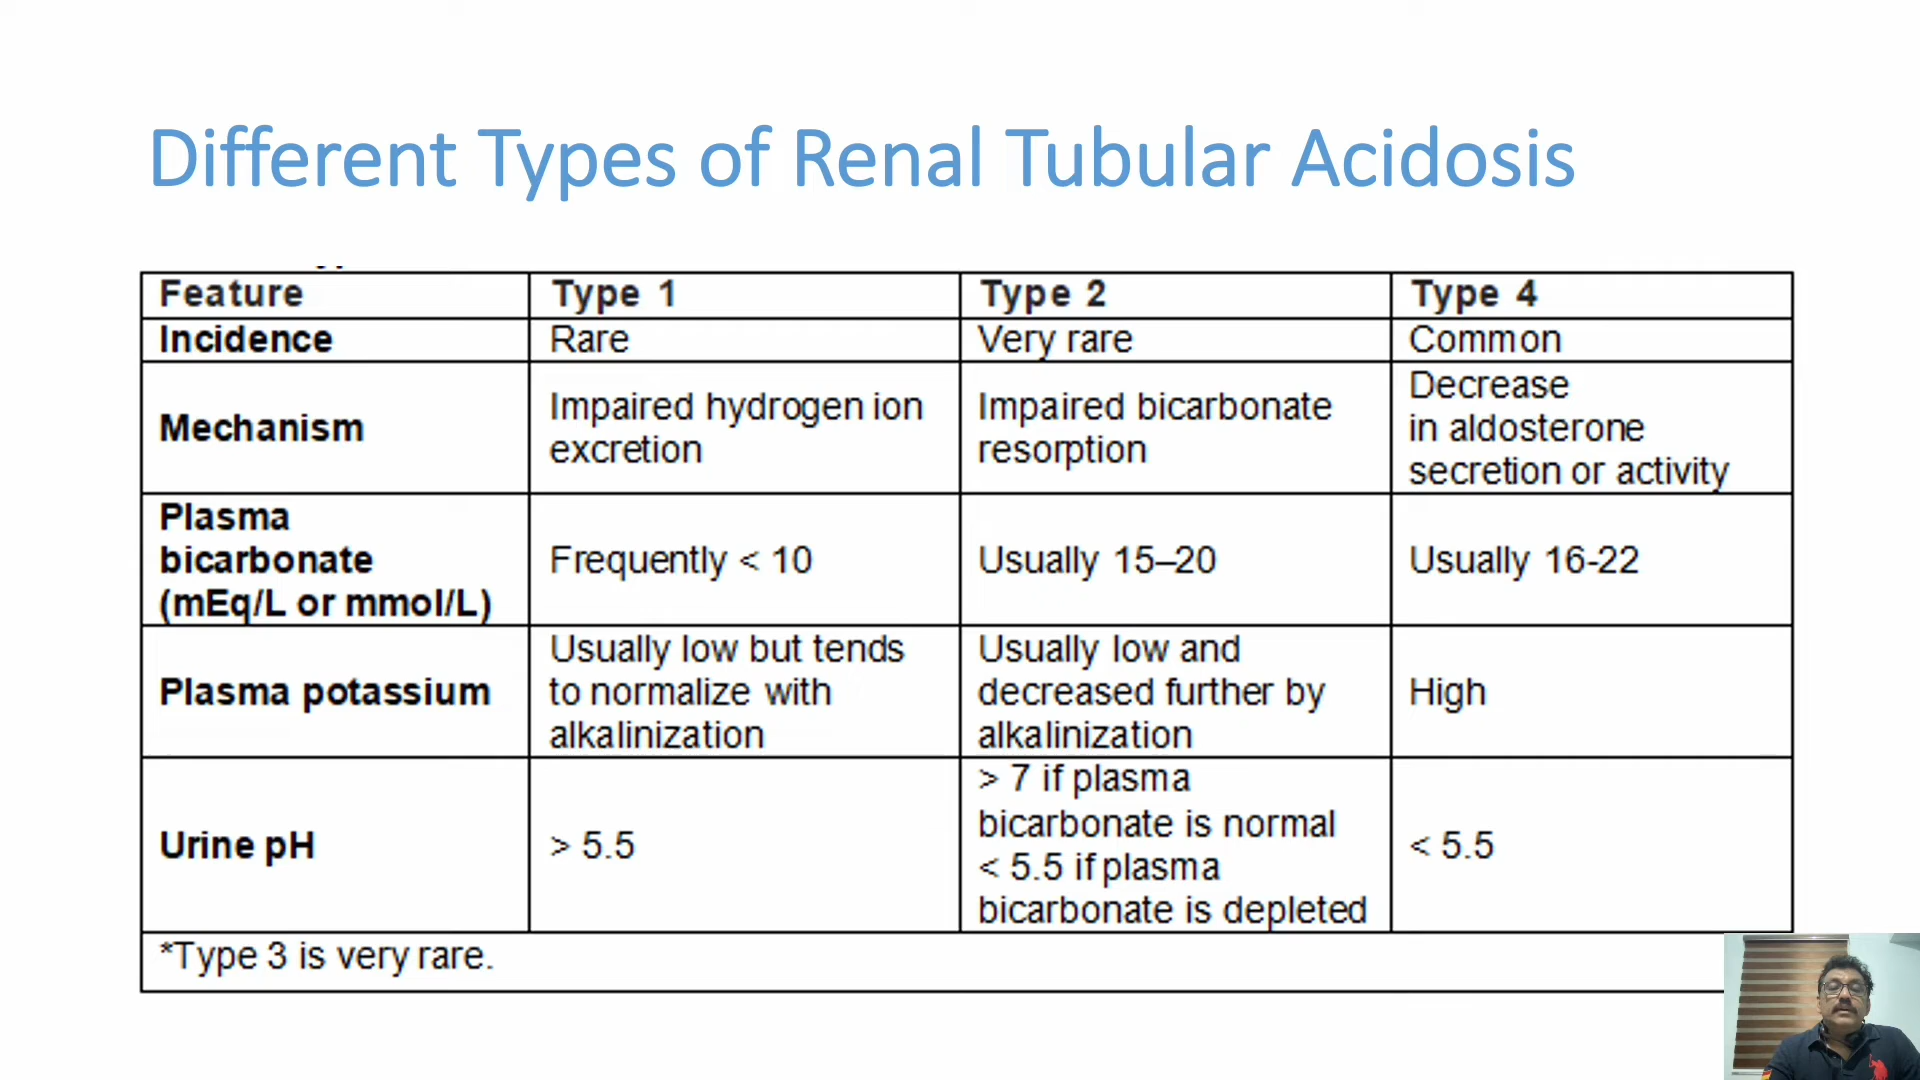 Different Types of Renal Tubular Acidosis
Feature
Type 1
Type 2
Type 4
Incidence
Rare
Very rare
Common
Mechanism
Impaired hydrogen ion
excretion
Impaired bicarbonate
resorption
Decrease
in aldosterone
secretion or activity
Plasma
bicarbonate
(mEq/L or mmol/L)
Frequently < 10
Usually 15–20
Usually 16-22
Plasma potassium
Usually low but tends
to normalize with
alkalinization
Usually low and
decreased further by
alkalinization
High
Urine pH
> 5.5
> 7 if plasma
bicarbonate is normal
< 5.5 if plasma
bicarbonate is depleted
< 5.5
*Type 3 is very rare.